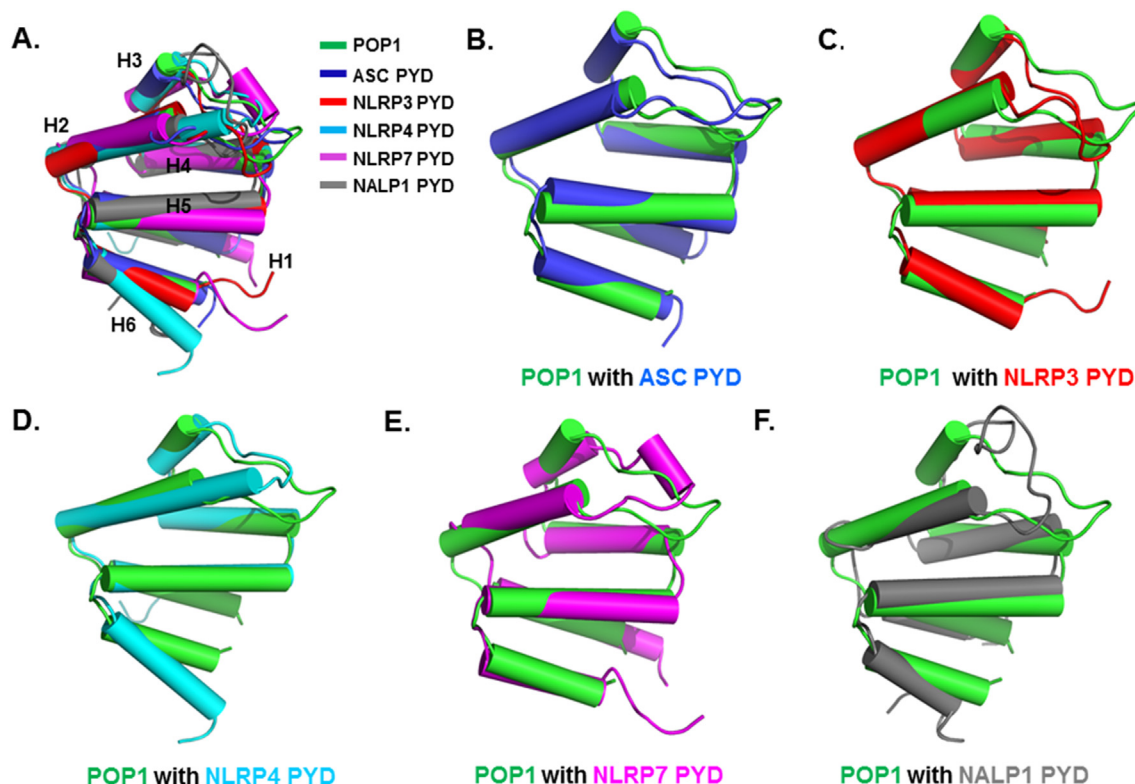 A.
H3
H2
H4
H5
H1
H6
POP1
ASC PYD
NLRP3 PYD
NLRP4 PYD
NLRP7 PYD
NALP1 PYD
B.
POP1 with ASC PYD
C.
POP1 with NLRP3 PYD
D.
POP1 with NLRP4 PYD
E.
POP1 with NLRP7 PYD
F.
POP1 with NALP1 PYD